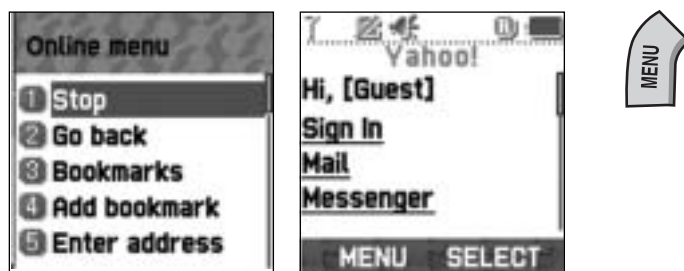 Online menu
1 Stop
2 Go back
3 Bookmarks
4 Add bookmark
5 Enter address
Yahoo!
Hi, [Guest]
Sign In
Mail
Messenger
MENU SELECT
MENU